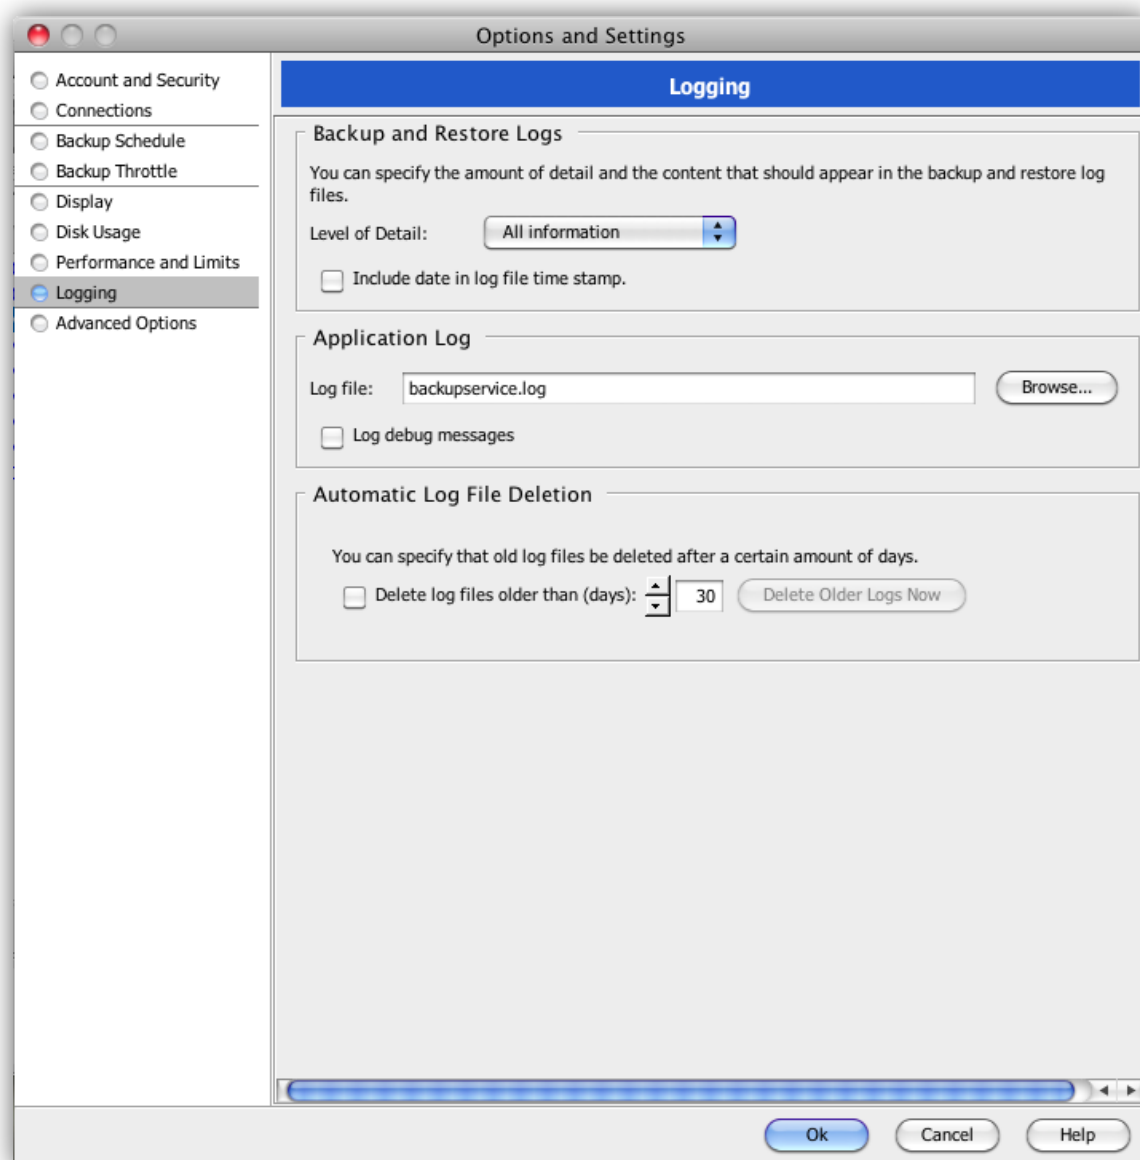 Options and Settings
Account and Security
Connections
Backup Schedule
Backup Throttle
Display
Disk Usage
Performance and Limits
Logging
Advanced Options
Logging
Backup and Restore Logs
You can specify the amount of detail and the content that should appear in the backup and restore log
files.
Level of Detail: All information
Include date in log file time stamp.
Application Log
Log file: backupservice.log Browse...
Log debug messages
Automatic Log File Deletion
You can specify that old log files be deleted after a certain amount of days.
Delete log files older than (days): 30 Delete Older Logs Now
Ok Cancel Help